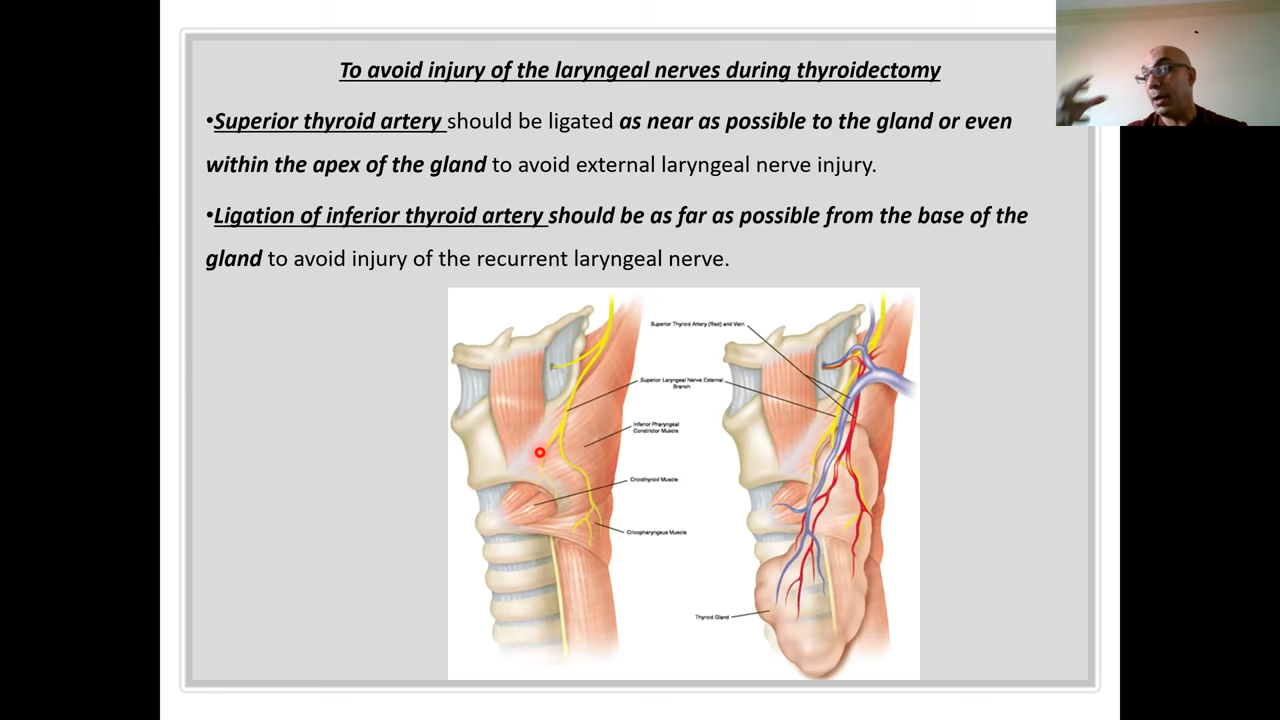 To avoid injury of the laryngeal nerves during thyroidectomy
•Superior thyroid artery should be ligated as near as possible to the gland or even
within the apex of the gland to avoid external laryngeal nerve injury.
•Ligation of inferior thyroid artery should be as far as possible from the base of the
gland to avoid injury of the recurrent laryngeal nerve.
Superior Thyroid Artery (Red) and Vein
Superior Laryngeal Nerve External
Branch
Inferior Pharyngeal
Constrictor Muscle
Cricothyroid Muscle
Cricopharyngeus Muscle
Thyroid Gland